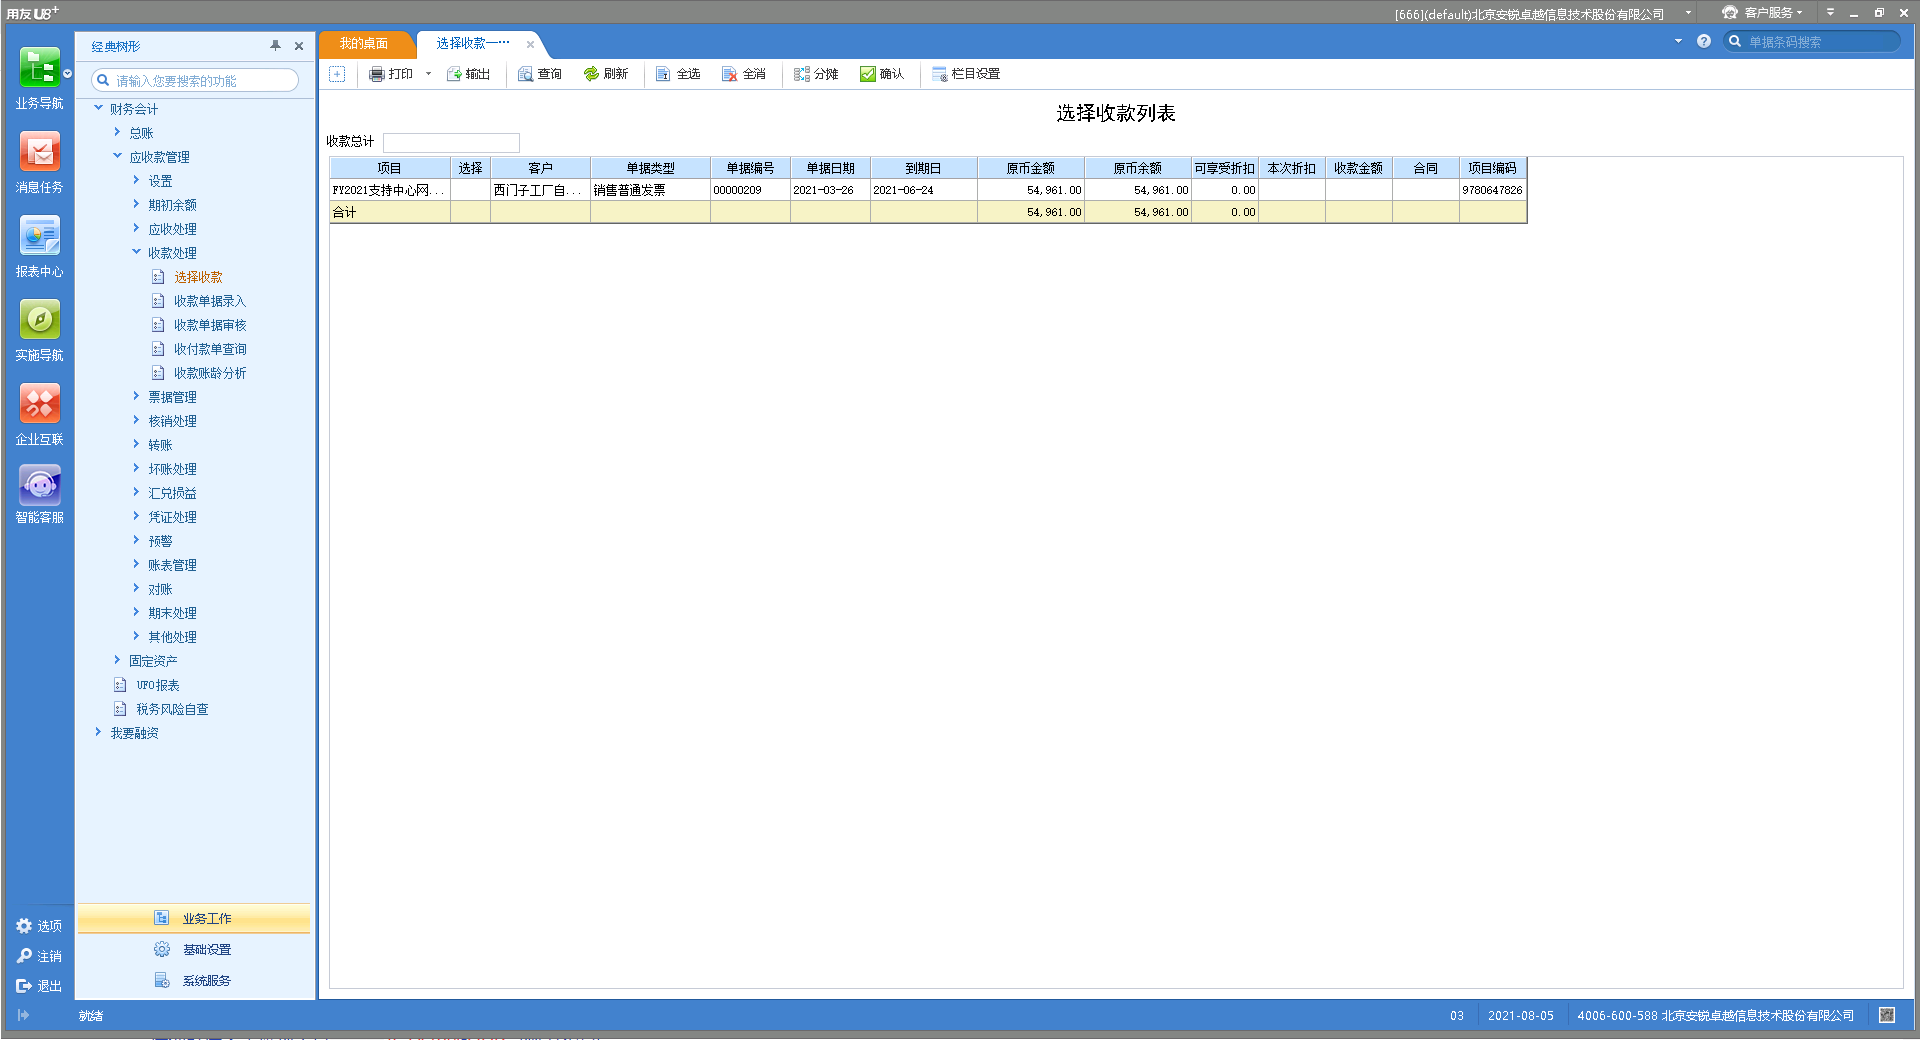 用友U8+
[666](default)北京安锐卓越信息技术股份有限公司
客户服务
业务导航
消息任务
报表中心
实施导航
企业互联
智能客服
选项
注销
退出
经典树形
请输入您要搜索的功能
财务会计
总账
应收款管理
设置
期初余额
应收处理
收款处理
选择收款
收款单据录入
收款单据审核
收付款单查询
收款账龄分析
票据管理
核销处理
转账
坏账处理
汇兑损益
凭证处理
预警
账表管理
对账
期末处理
其他处理
固定资产
UFO报表
税务风险自查
我要融资
业务工作
基础设置
系统服务
我的桌面 选择收款一···
单据条码搜索
打印 输出 查询 刷新 全选 全消 分摊 确认 栏目设置
选择收款列表
收款总计
项目 选择 客户 单据类型 单据编号 单据日期 到期日 原币金额 原币余额 可享受折扣 本次折扣 收款金额 合同 项目编码
FY2021支持中心网... 西门子工厂自... 销售普通发票 00000209 2021-03-26 2021-06-24 54,961.00 54,961.00 0.00 9780647826
合计 54,961.00 54,961.00 0.00
就绪
03 2021-08-05 4006-600-588 北京安锐卓越信息技术股份有限公司